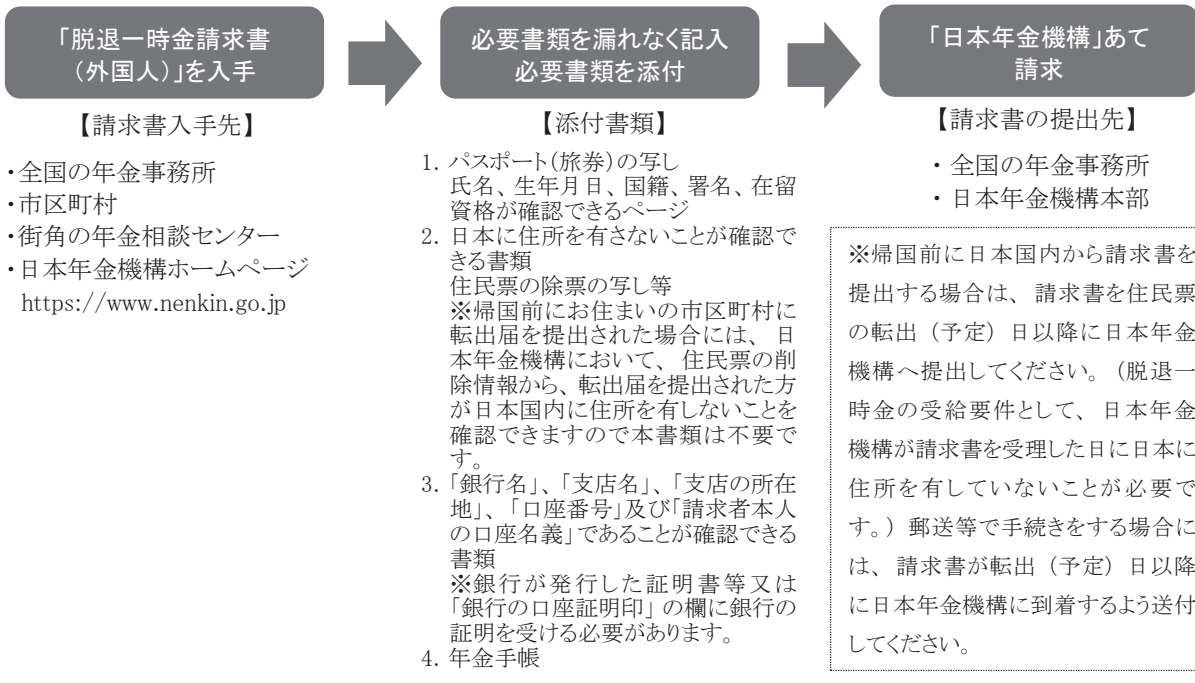 「脱退一時金請求書
（外国人）」を入手
【請求書入手先】
・全国の年金事務所
・市区町村
・街角の年金相談センター
・日本年金機構ホームページ
https://www.nenkin.go.jp
必要書類を漏れなく記入
必要書類を添付
【添付書類】
1. パスポート（旅券）の写し
氏名、生年月日、国籍、署名、在留
資格が確認できるページ
2. 日本に住所を有さないことが確認で
きる書類
住民票の除票の写し等
※帰国前にお住まいの市区町村に
転出届を提出された場合には、日
本年金機構において、住民票の削
除情報から、転出届を提出された方
が日本国内に住所を有しないことを
確認できますので本書類は不要で
す。
3. 「銀行名」、「支店名」、「支店の所在
地」、「口座番号」及び「請求者本人
の口座名義」であることが確認できる
書類
※銀行が発行した証明書等又は
「銀行の口座証明印」の欄に銀行の
証明を受ける必要があります。
4. 年金手帳
「日本年金機構」あて
請求
【請求書の提出先】
・全国の年金事務所
・日本年金機構本部
※帰国前に日本国内から請求書を
提出する場合は、請求書を住民票
の転出（予定）日以降に日本年金
機構へ提出してください。（脱退一
時金の受給要件として、日本年金
機構が請求書を受理した日に日本に
住所を有していないことが必要で
す。）郵送等で手続きをする場合に
は、請求書が転出（予定）日以降
に日本年金機構に到着するよう送付
してください。